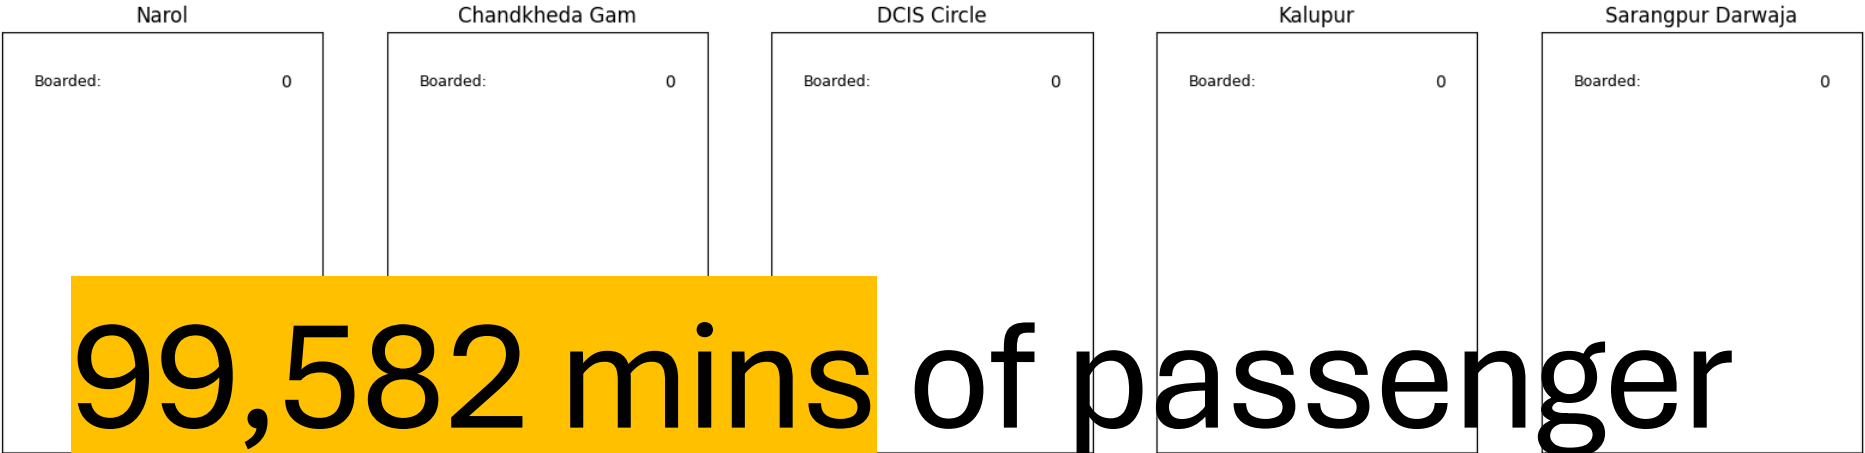 Narol Chandkheda Gam DCIS Circle Kalupur Sarangpur Darwaja
Boarded: 0 Boarded: 0 Boarded: 0 Boarded: 0 Boarded: 0
99,582 mins of passenger